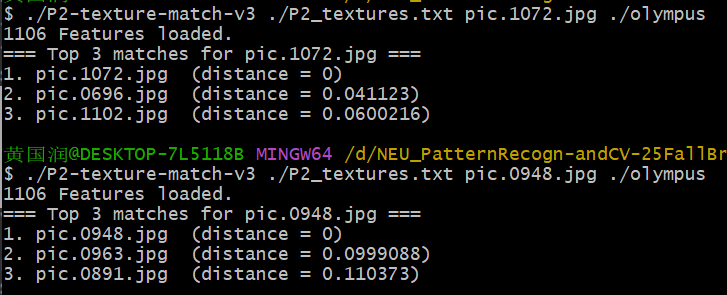 $ ./P2-texture-match-v3 ./P2_textures.txt pic.1072.jpg ./olympus
1106 Features loaded.
=== Top 3 matches for pic.1072.jpg ===
1. pic.1072.jpg  (distance = 0)
2. pic.0696.jpg  (distance = 0.041123)
3. pic.1102.jpg  (distance = 0.0600216)
黄国润@DESKTOP-7L5118B MINGW64 /d/NEU_PatternRecogn-andCV-25FallBr
$ ./P2-texture-match-v3 ./P2_textures.txt pic.0948.jpg ./olympus
1106 Features loaded.
=== Top 3 matches for pic.0948.jpg ===
1. pic.0948.jpg  (distance = 0)
2. pic.0963.jpg  (distance = 0.0999088)
3. pic.0891.jpg  (distance = 0.110373)